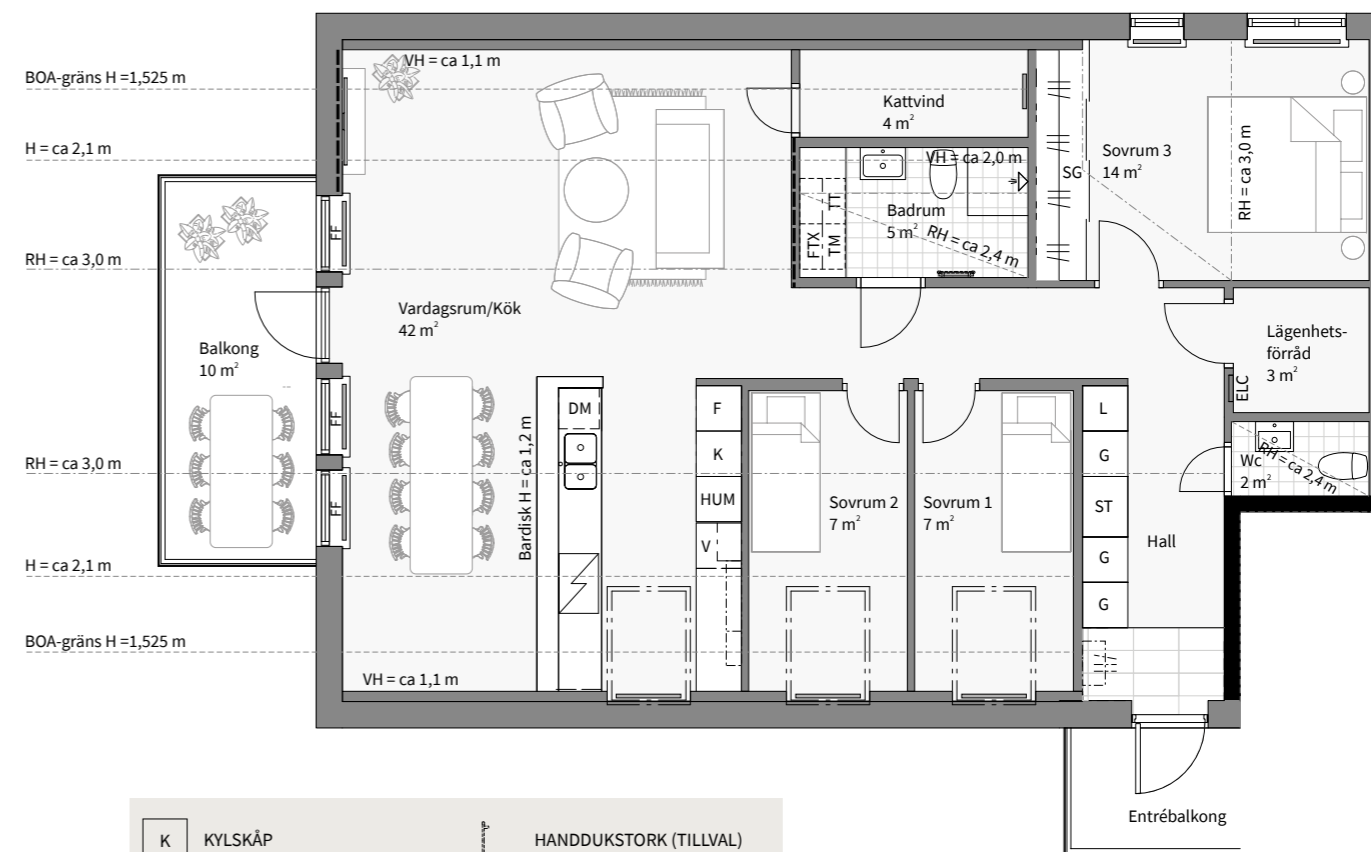 BOA-gräns H =1,525 m
H = ca 2,1 m
RH = ca 3,0 m
RH = ca 3,0 m
H = ca 2,1 m
BOA-gräns H =1,525 m
VH = ca 1,1 m
Kattvind
4 m²
VH = ca 2,0 m
Badrum
5 m²
RH = ca 2,4 m
TT
FTX
TM
SG
Sovrum 3
14 m²
RH = ca 3,0 m
FF
Vardagsrum/Kök
42 m²
Balkong
10 m²
FF
FF
Lägenhets-
förråd
3 m²
ELC
Bardisk H = ca 1,2 m
DM
F
K
HUM
V
Sovrum 2
7 m²
Sovrum 1
7 m²
L
G
ST
G
G
Hall
Wc
2 m²
RH = ca 2,4 m
VH = ca 1,1 m
Entrébalkong
K KYLSKÅP
HANDDUKSTORK (TILLVAL)